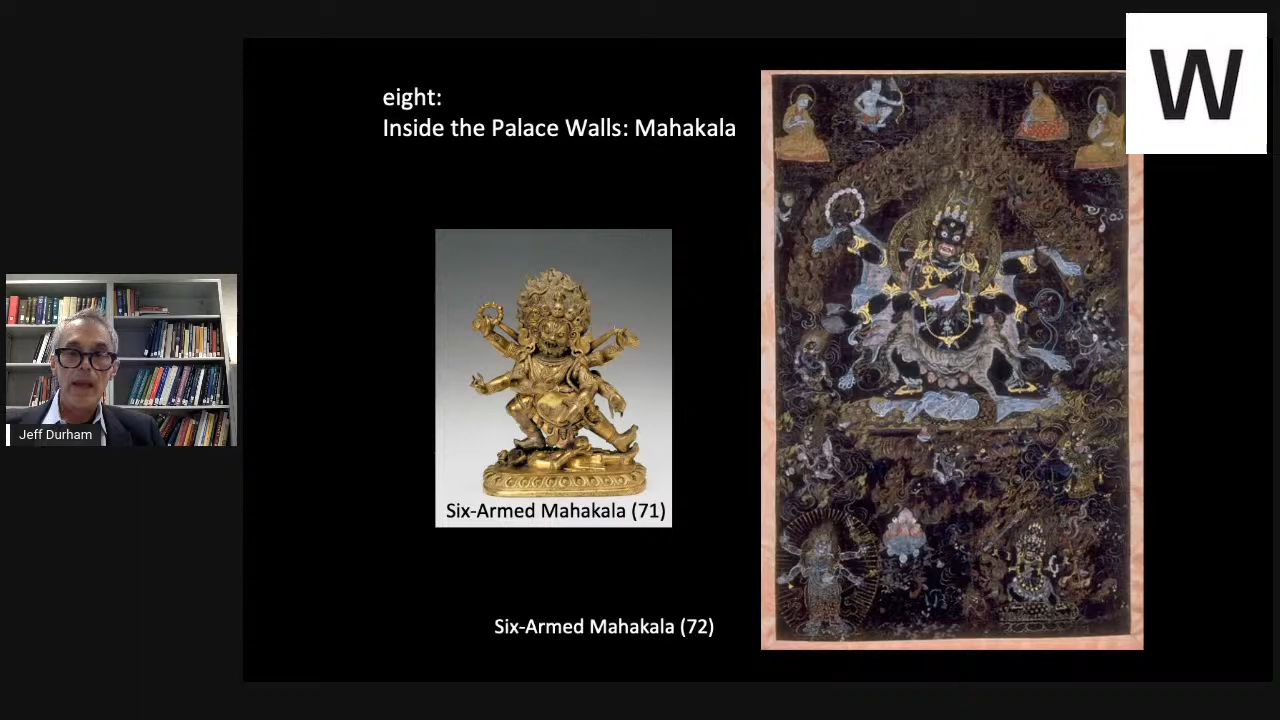 eight:
Inside the Palace Walls: Mahakala
W
Jeff Durham
Six-Armed Mahakala (71)
Six-Armed Mahakala (72)